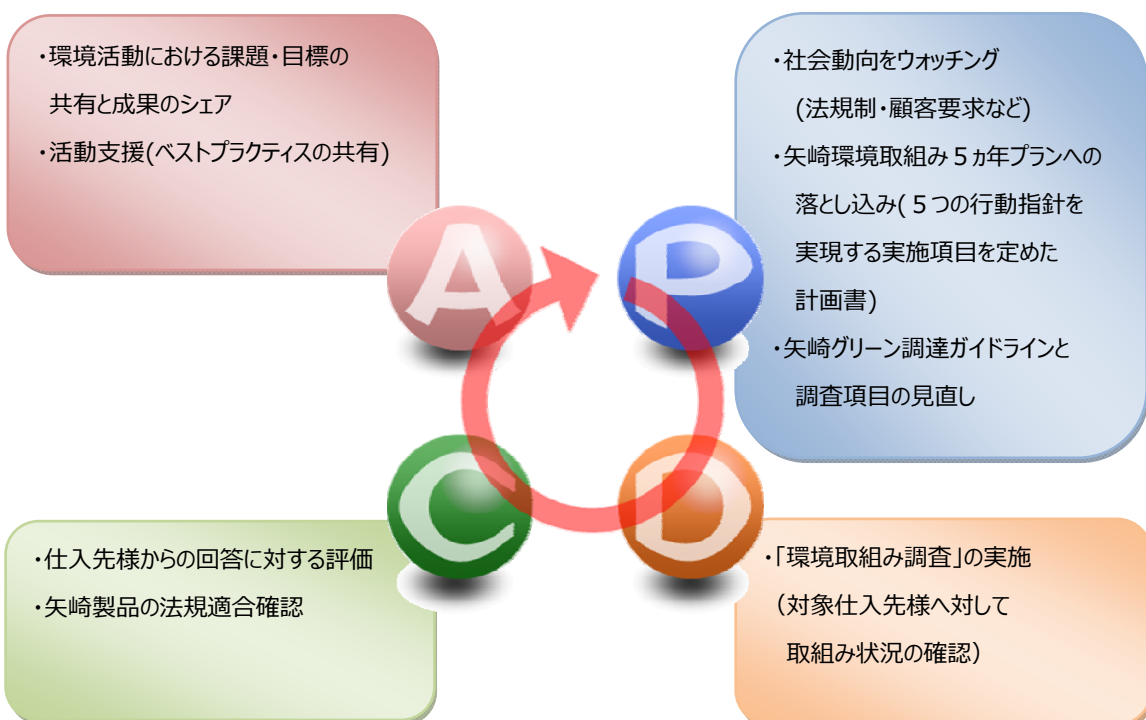 ・環境活動における課題・目標の
共有と成果のシェア
・活動支援(ベストプラクティスの共有)
・社会動向をウォッチング
(法規制・顧客要求など)
・矢崎環境取組み５ヵ年プランへの
落とし込み(５つの行動指針を
実現する実施項目を定めた
計画書)
・矢崎グリーン調達ガイドラインと
調査項目の見直し
A
P
C
D
・仕入先様からの回答に対する評価
・矢崎製品の法規適合確認
・「環境取組み調査」の実施
（対象仕入先様へ対して
取組み状況の確認）